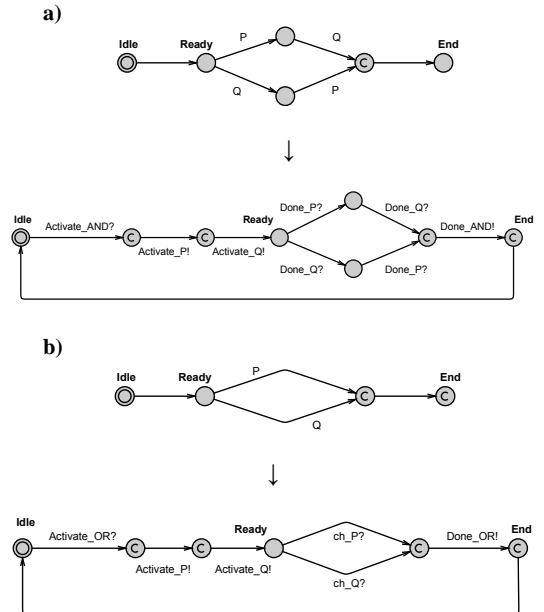 a)
P Q
Idle Ready End
C
Q P
↓
Done_P? Done_Q?
Idle Activate_AND? Ready Done_AND! End
C C C C
Activate_P! Activate_Q! Done_Q? Done_P?
b)
Idle Ready P End
C C
Q
↓
Idle Activate_OR? Ready ch_P? Done_OR! End
C C C C
Activate_P! Activate_Q! ch_Q?